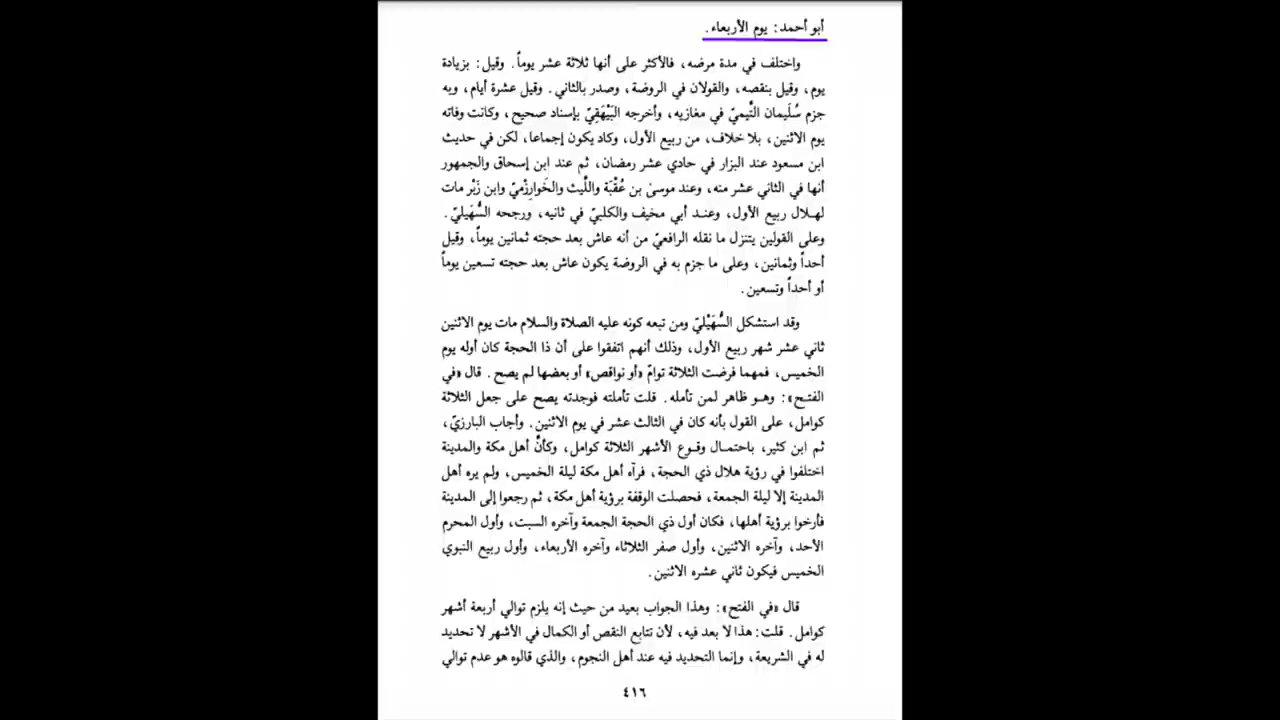 أبو أحمد: يوم الأربعاء.
واختلف في مدة مرضه، فالأكثر على أنها ثلاثة عشر يوماً. وقيل: بزيادة
يوم، وقيل بنقصه، والقولان في الروضة، وصدر بالثاني. وقيل عشرة أيام، وبه
جزم سُلَيمان التَّيميّ في مغازيه، وأخرجه البَيْهَقِيّ بإسناد صحيح، وكانت وفاته
يوم الاثنين، بلا خلاف، من ربيع الأول، وكاد يكون إجماعا، لكن في حديث
ابن مسعود عند البزار في حادي عشر رمضان، ثم عند ابن إسحاق والجمهور
أنها في الثاني عشر منه، وعند موسىٰ بن عُقْبَة واللَّيث والخَوارِزْميّ وابن زَبْر مات
لهلال ربيع الأول، وعند أبي مخيف والكلبيّ في ثانيه، ورجحه السُّهَيليّ.
وعلى القولين يتنزل ما نقله الرافعيّ من أنه عاش بعد حجته ثمانين يوماً، وقيل
أحداً وثمانين، وعلى ما جزم به في الروضة يكون عاش بعد حجته تسعين يوماً
أو أحداً وتسعين.
وقد استشكل السُّهَيْليّ ومن تبعه كونه عليه الصلاة والسلام مات يوم الاثنين
ثاني عشر شهر ربيع الأول، وذلك أنهم اتفقوا على أن ذا الحجة كان أوله يوم
الخميس، فمهما فرضت الثلاثة توامّ «أو نواقص» أو بعضها لم يصح. قال «في
الفتح»: وهو ظاهر لمن تأمله. قلت تأملته فوجدته يصح على جعل الثلاثة
كوامل، على القول بأنه كان في الثالث عشر في يوم الاثنين. وأجاب البارزيّ،
ثم ابن كثير، باحتمال وقوع الأشهر الثلاثة كوامل، وكأنَّ أهل مكة والمدينة
اختلفوا في رؤية هلال ذي الحجة، فرآه أهل مكة ليلة الخميس، ولم يره أهل
المدينة إلا ليلة الجمعة، فحصلت الوقفة برؤية أهل مكة، ثم رجعوا إلى المدينة
فأرخوا برؤية أهلها، فكان أول ذي الحجة الجمعة وآخره السبت، وأول المحرم
الأحد، وآخره الاثنين، وأول صفر الثلاثاء وآخره الأربعاء، وأول ربيع النبوي
الخميس فيكون ثاني عشره الاثنين.
قال «في الفتح»: وهذا الجواب بعيد من حيث إنه يلزم توالي أربعة أشهر
كوامل. قلت: هذا لا بعد فيه، لأن تتابع النقص أو الكمال في الأشهر لا تحديد
له في الشريعة، وإنما التحديد فيه عند أهل النجوم، والذي قالوه هو عدم توالي
٤١٦